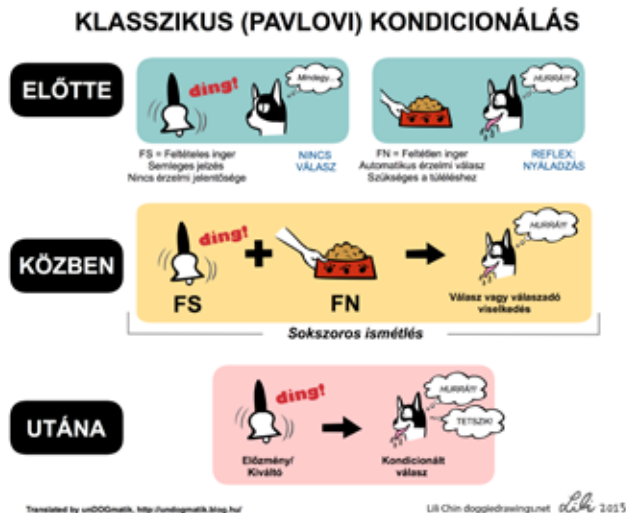 KLASSZIKUS (PAVLOVI) KONDICIONÁLÁS
ELŐTTE
ding!
Mindegy...
HURRÁ!!!
FS = Feltételes inger
Semleges jelzés
Nincs érzelmi jelentősége
NINCS
VÁLASZ
FN = Feltétlen inger
Automatikus érzelmi válasz
Szükséges a túléléshez
REFLEX:
NYÁLADZÁS
KÖZBEN
ding!
HURRÁ!!!
FS
FN
Válasz vagy válaszadó
viselkedés
Sokszoros ismétlés
UTÁNA
ding!
HURRÁ!!!
TETSZIK!
Előzmény/
Kiváltó
Kondicionált
válasz
Translated by unDOGmatik, http://undogmatik.blog.hu/
Lili Chin doggiedrawings.net Lili 2013